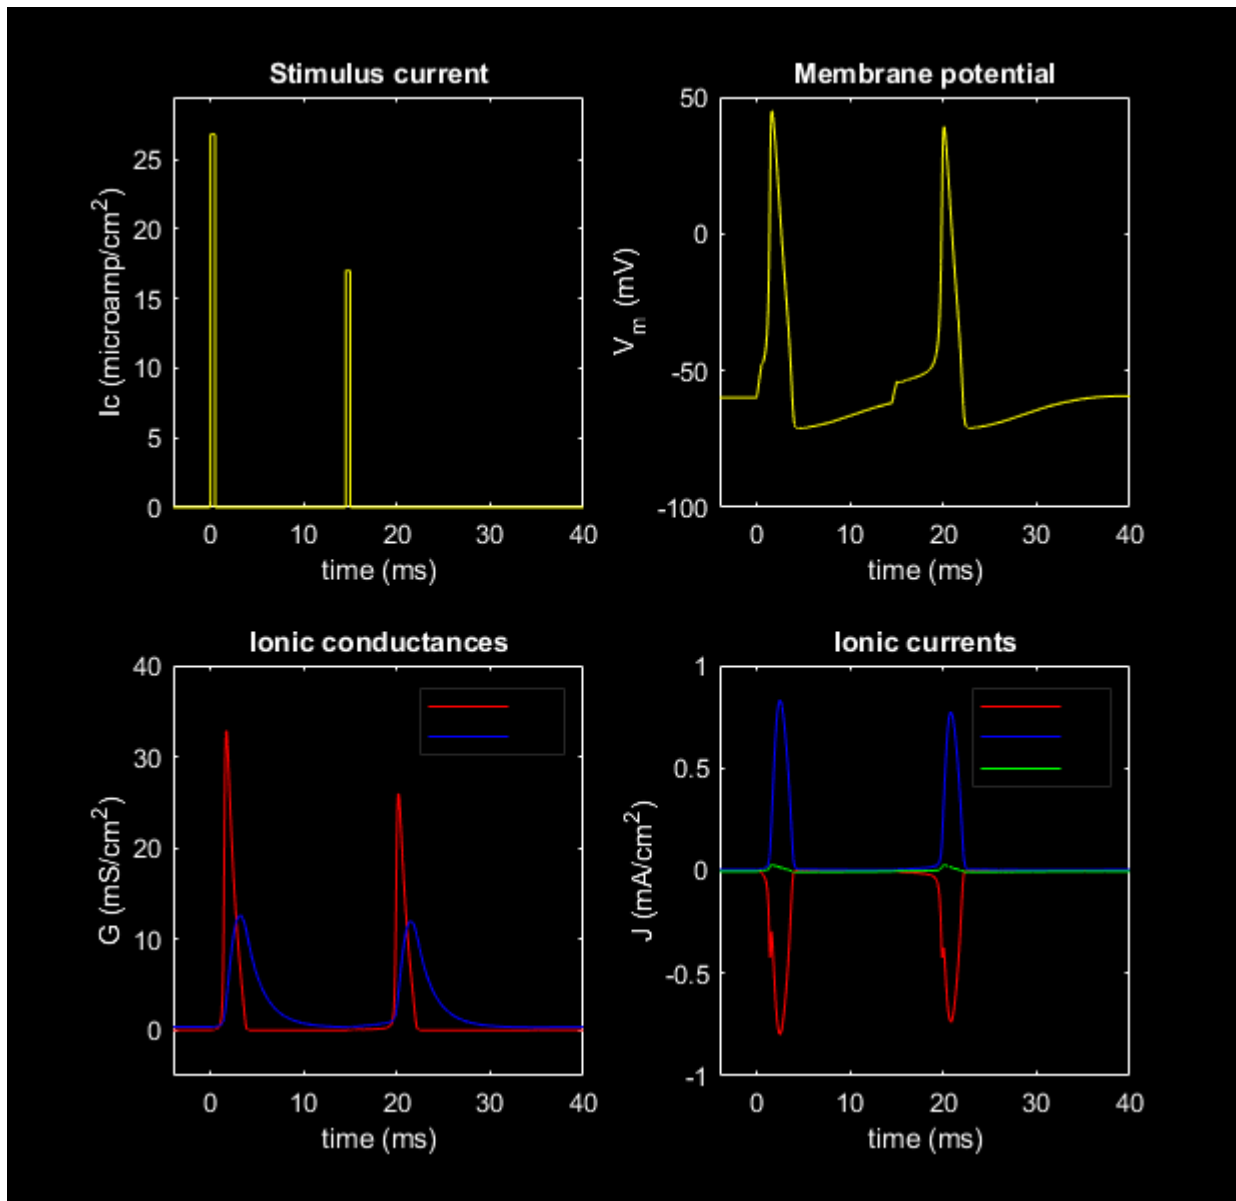 Stimulus current
Ic (microamp/cm²)
25
20
15
10
5
0
0 10 20 30 40
time (ms)
Membrane potential
V_m (mV)
50
0
-50
-100
0 10 20 30 40
time (ms)
Ionic conductances
G (mS/cm²)
40
30
20
10
0
0 10 20 30 40
time (ms)
Ionic currents
J (mA/cm²)
1
0.5
0
-0.5
-1
0 10 20 30 40
time (ms)